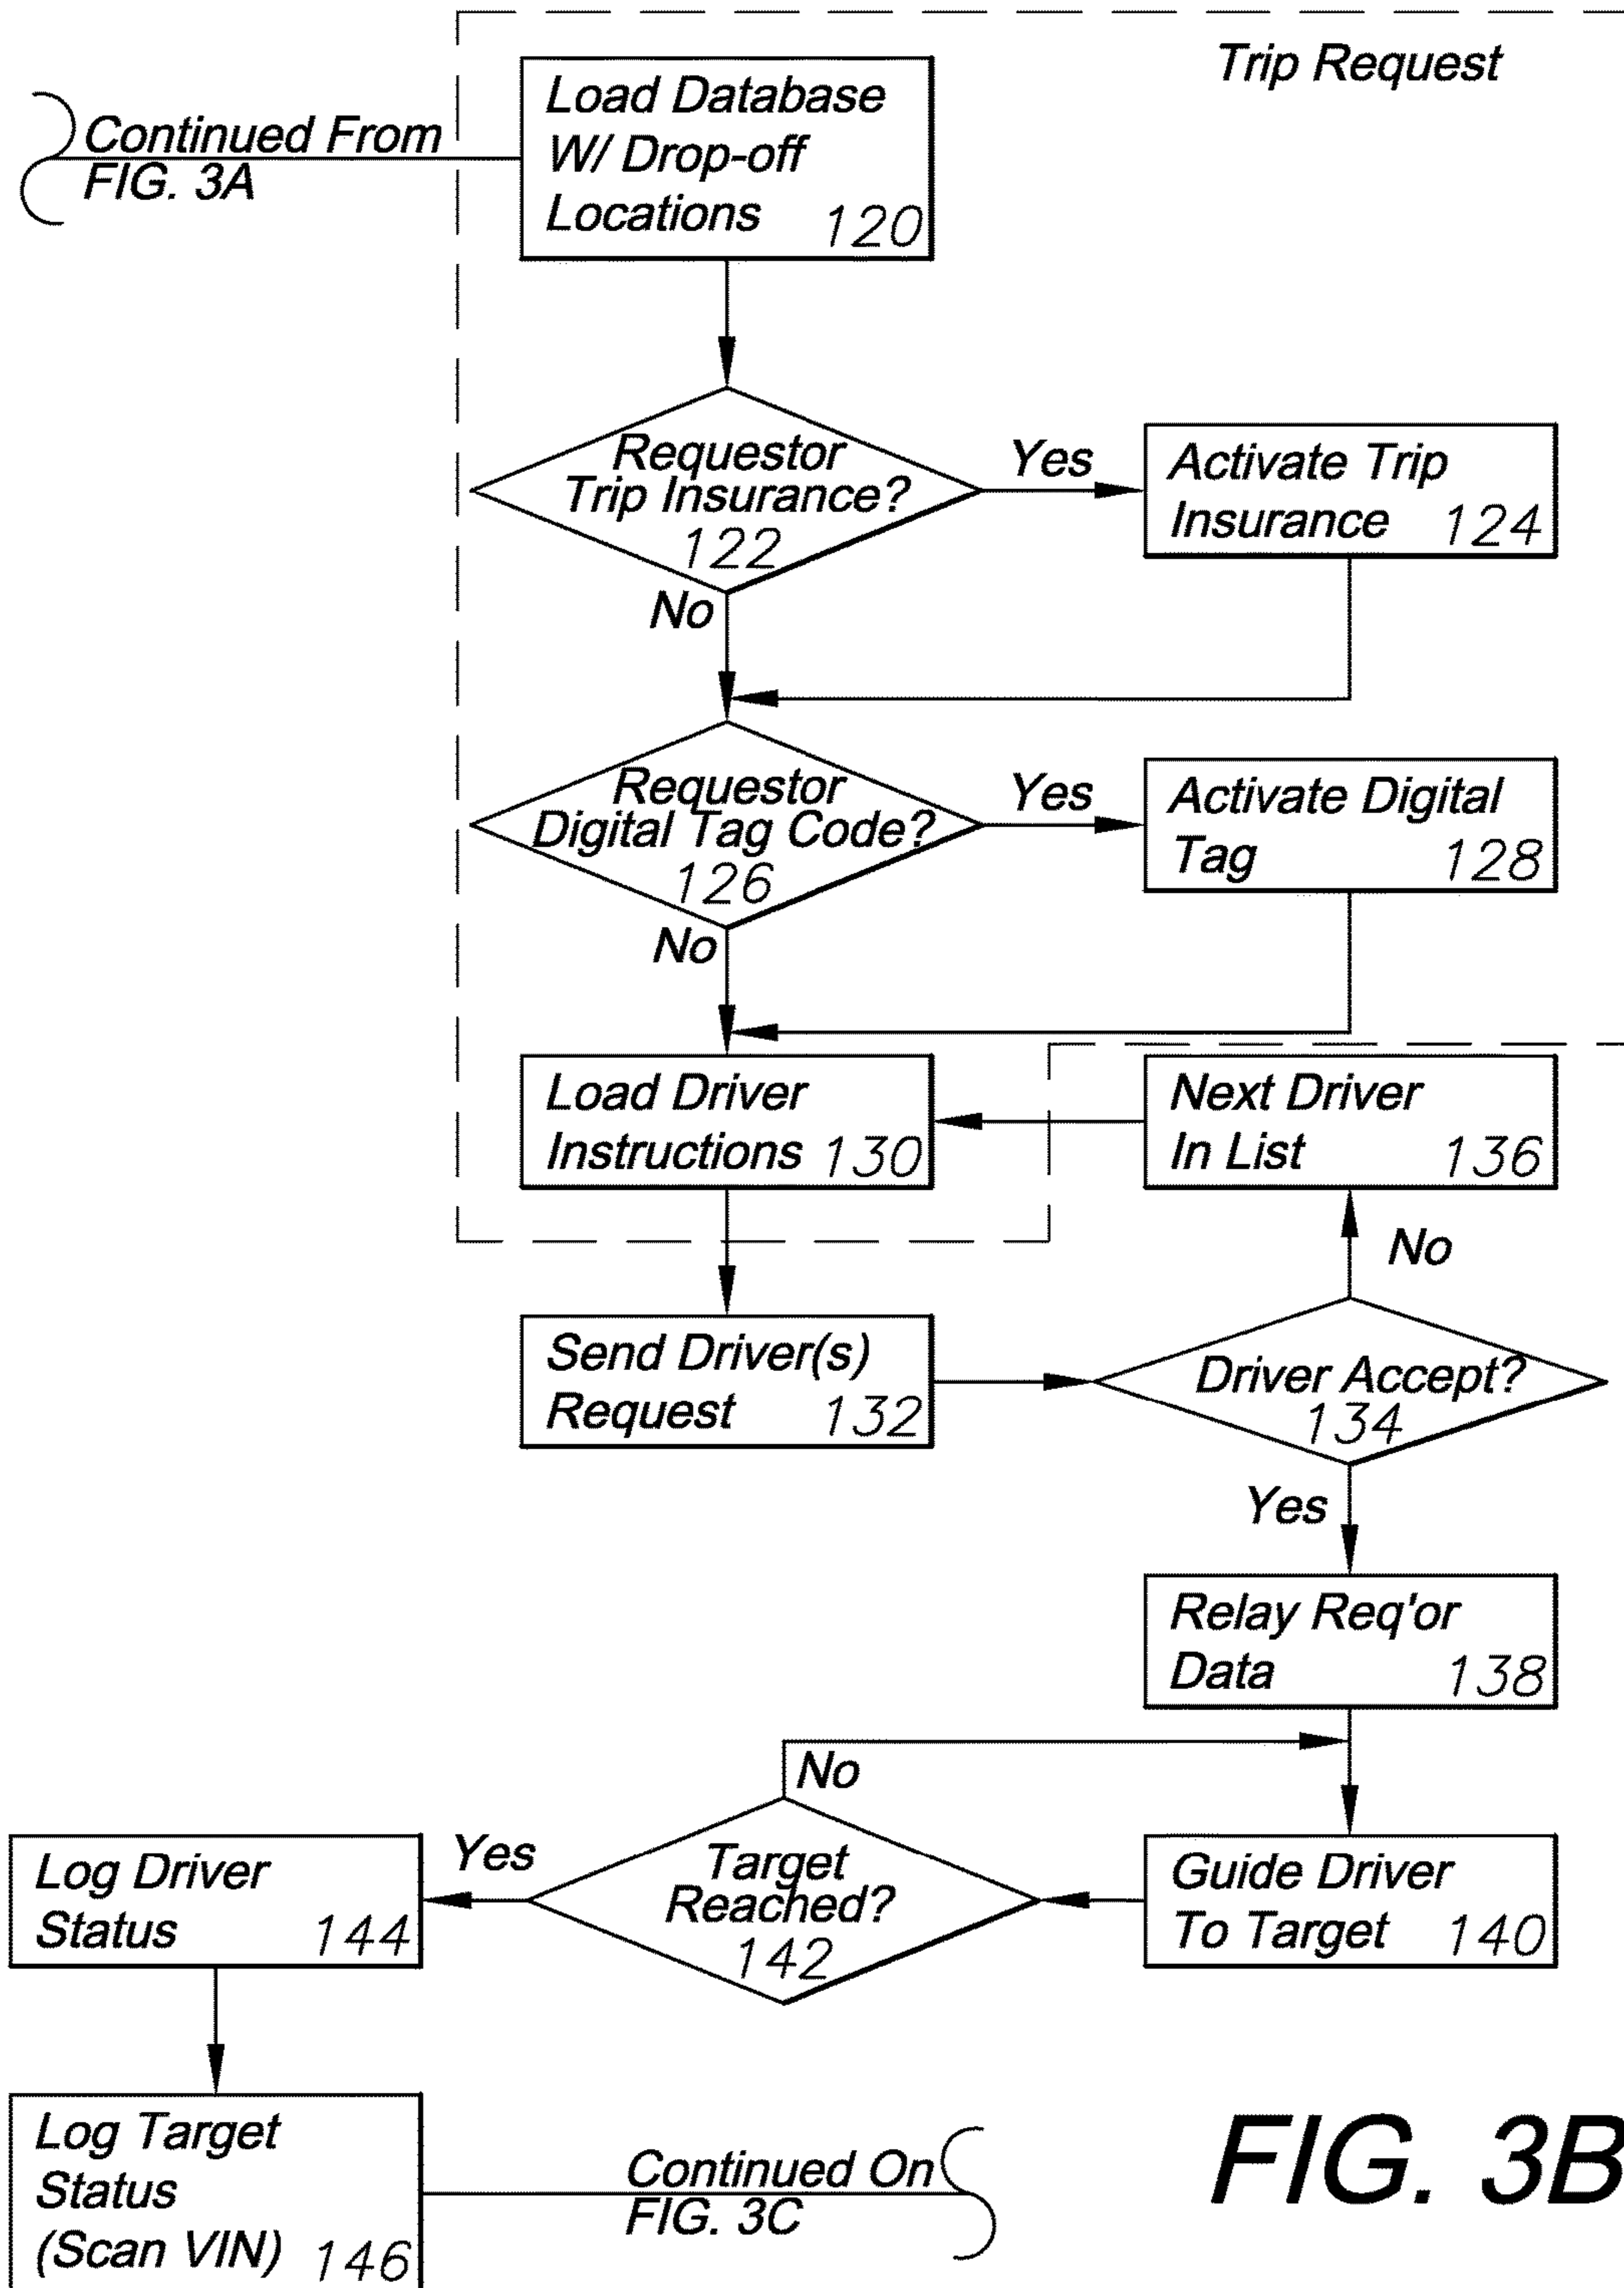 Trip Request
Continued From
FIG. 3A
Load Database
W/ Drop-off
Locations 120
Requestor
Trip Insurance?
122
Yes
Activate Trip
Insurance 124
No
Requestor
Digital Tag Code?
126
Yes
Activate Digital
Tag 128
No
Load Driver
Instructions 130
Next Driver
In List 136
No
Send Driver(s)
Request 132
Driver Accept?
134
Yes
Relay Req'or
Data 138
No
Target
Reached?
142
Guide Driver
To Target 140
Yes
Log Driver
Status 144
Log Target
Status
(Scan VIN) 146
Continued On
FIG. 3C
FIG. 3B